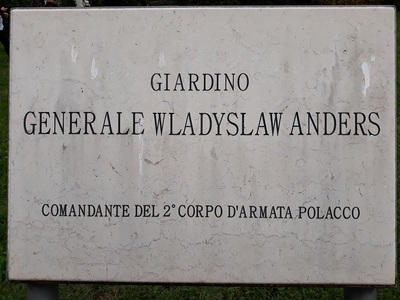 GIARDINO
GENERALE WLADYSLAW ANDERS
COMANDANTE DEL 2° CORPO D'ARMATA POLACCO